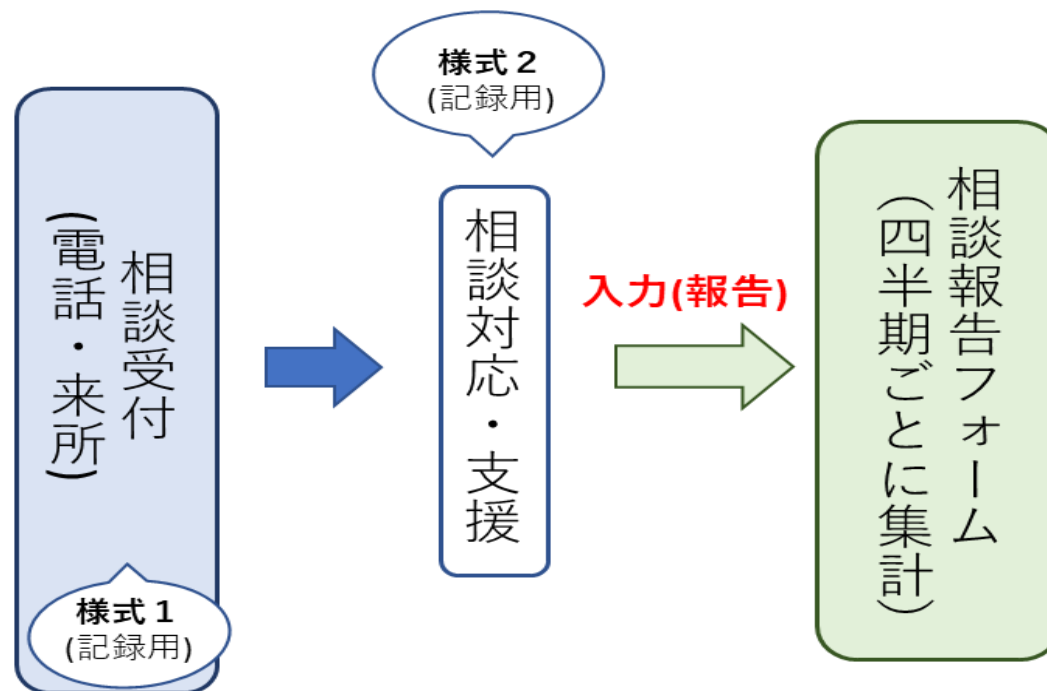 相談受付
(電話・来所)
様式１
(記録用)
様式２
(記録用)
相談対応・支援
入力(報告)
相談報告フォーム
(四半期ごとに集計)